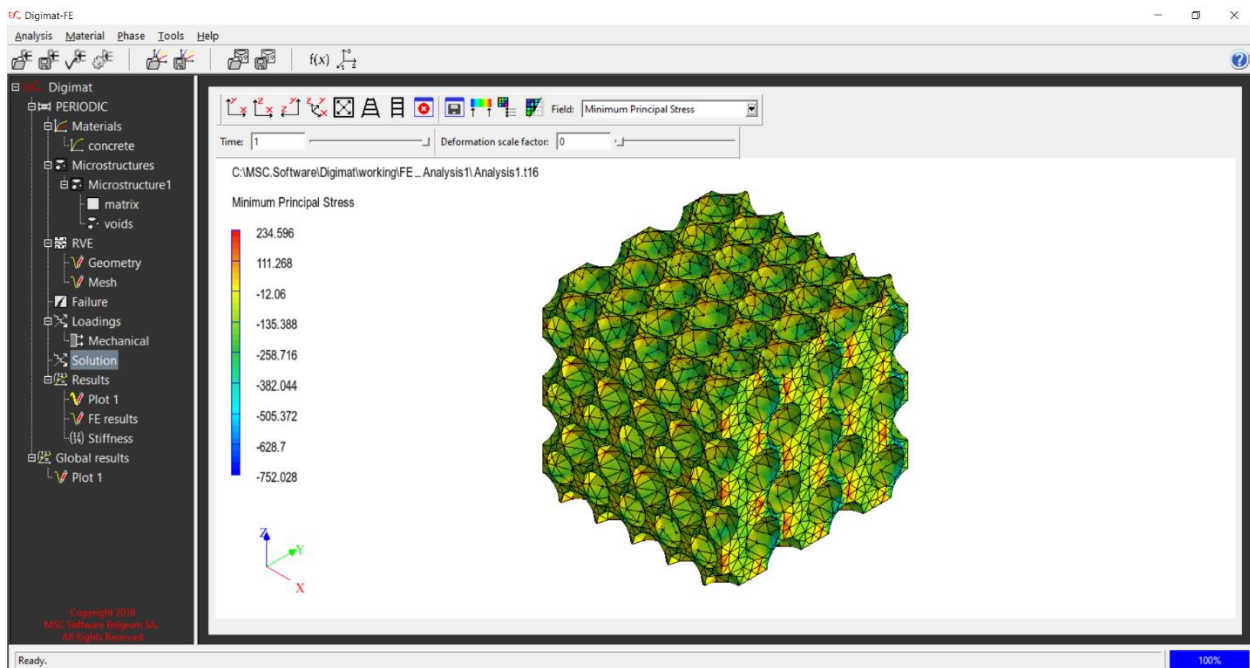 Digimat-FE
Analysis Material Phase Tools Help
f(x)
Digimat
PERIODIC
Materials
concrete
Microstructures
Microstructure1
matrix
voids
RVE
Geometry
Mesh
Failure
Loadings
Mechanical
Solution
Results
Plot 1
FE results
Stiffness
Global results
Plot 1
Copyright 2016
MSC Software Belgium SA.
All Rights Reserved
Field: Minimum Principal Stress
Time: 1 Deformation scale factor: 0
C:\MSC.Software\Digimat\working\FE_Analysis1\Analysis1.t16
Minimum Principal Stress
234.596
111.268
-12.06
-135.388
-258.716
-382.044
-505.372
-628.7
-752.028
Z
Y
X
Ready. 100%